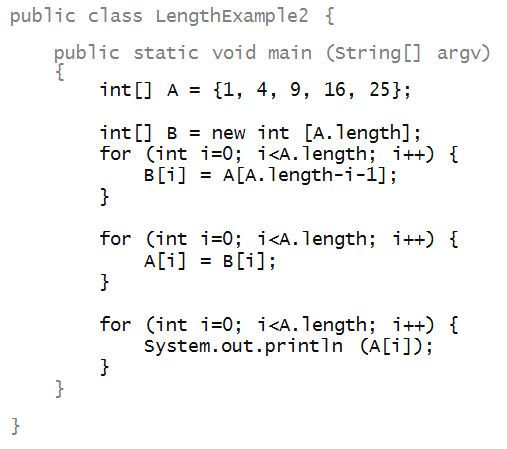 public class LengthExample2 {
public static void main (String[] argv)
{
int[] A = {1, 4, 9, 16, 25};
int[] B = new int [A.length];
for (int i=0; i<A.length; i++) {
B[i] = A[A.length-i-1];
}
for (int i=0; i<A.length; i++) {
A[i] = B[i];
}
for (int i=0; i<A.length; i++) {
System.out.println (A[i]);
}
}
}